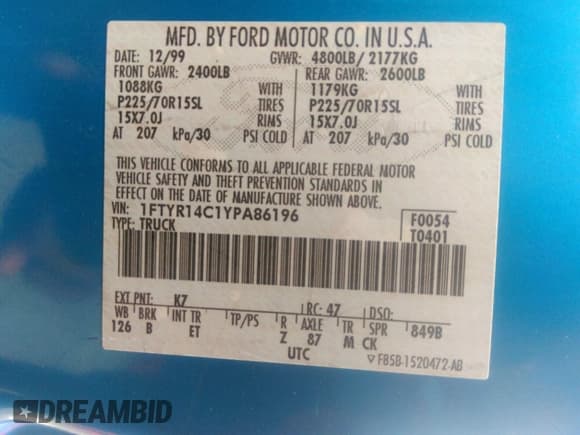 MFD. BY FORD MOTOR CO. IN U.S.A.
DATE: 12/99 GVWR: 4800LB/ 2177KG
FRONT GAWR: 2400LB REAR GAWR: 2600LB
1088KG WITH 1179KG WITH
P225/70R15SL TIRES P225/70R15SL TIRES
15X7.0J RIMS 15X7.0J RIMS
AT 207 kPa/30 PSI COLD AT 207 kPa/30 PSI COLD
THIS VEHICLE CONFORMS TO ALL APPLICABLE FEDERAL MOTOR
VEHICLE SAFETY AND THEFT PREVENTION STANDARDS IN
EFFECT ON THE DATE OF MANUFACTURE SHOWN ABOVE.
VIN: 1FTYR14C1YPA86196 F0054
TYPE: TRUCK T0401
EXT PNT: K7 RC: 47 DSO:
WB BRK INT TR TP/PS R AXLE TR SPR 849B
126 B ET Z 87 M CK
UTC ▽ F85B-1520472-AB
DREAMBID